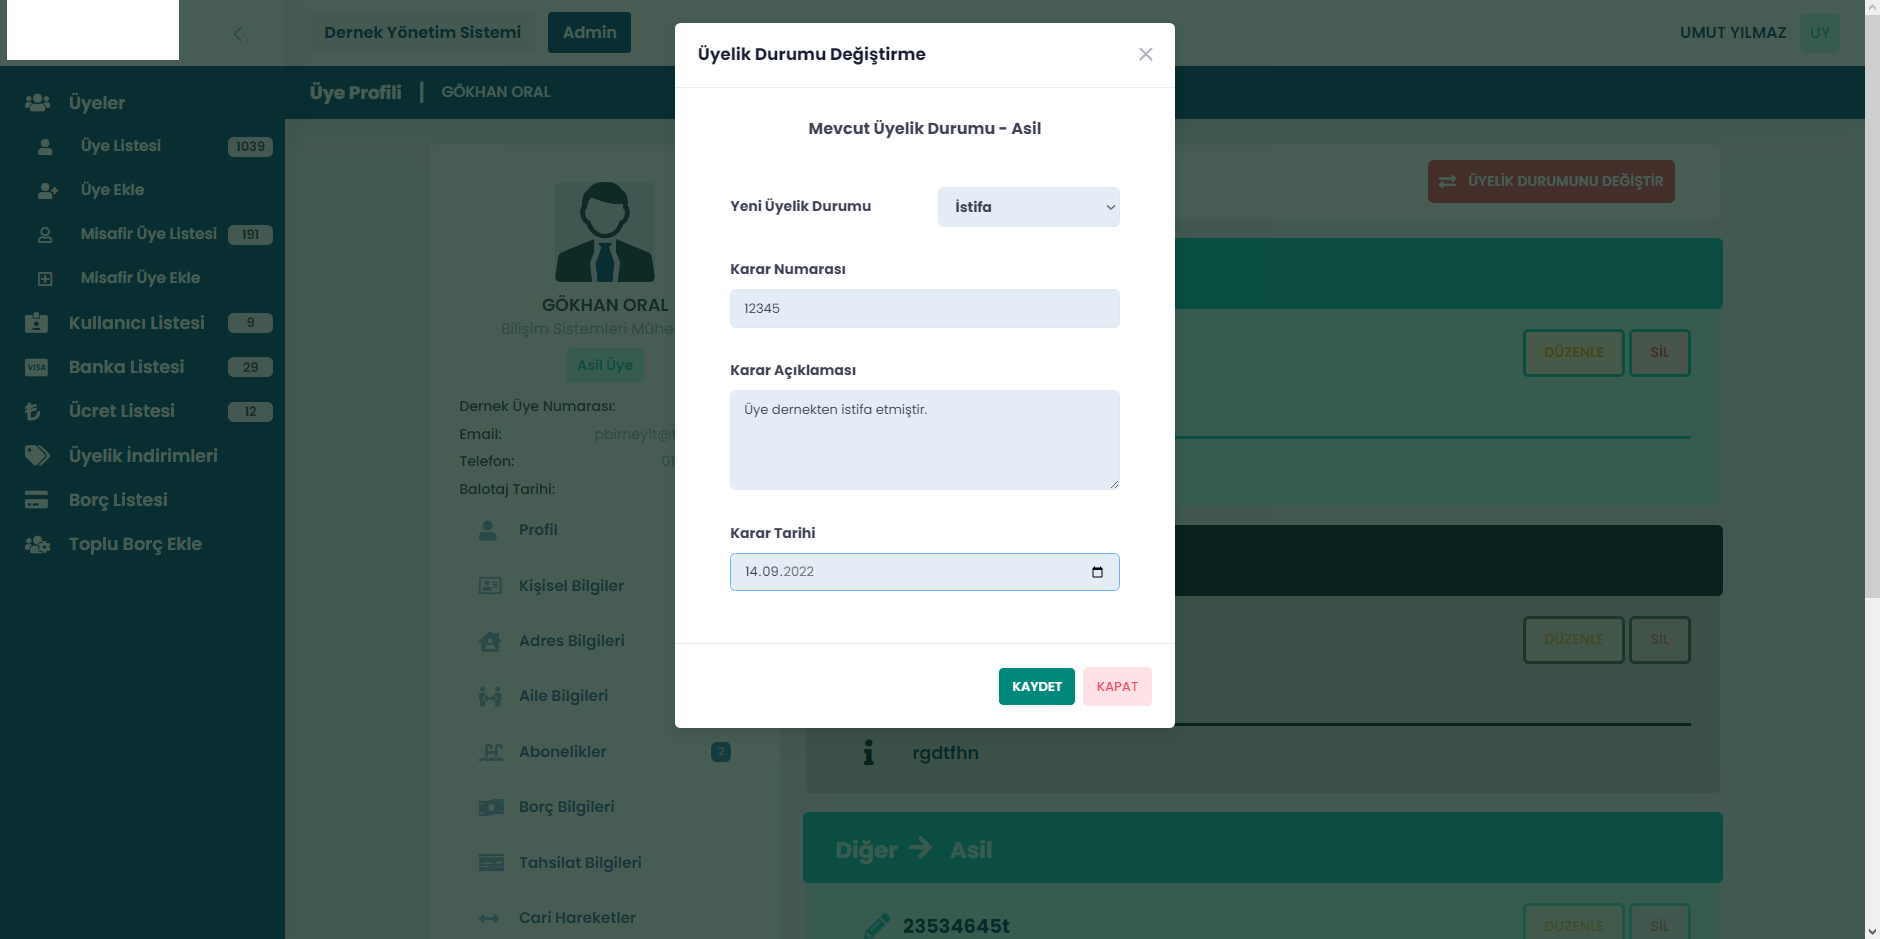 Dernek Yönetim Sistemi
Admin
UMUT YILMAZ
UY
Üye Profili | GÖKHAN ORAL
Üyeler
Üye Listesi 1039
Üye Ekle
Misafir Üye Listesi 191
Misafir Üye Ekle
Kullanıcı Listesi 9
VISA
Banka Listesi 29
Ücret Listesi 12
Üyelik İndirimleri
Borç Listesi
Toplu Borç Ekle
GÖKHAN ORAL
Bilişim Sistemleri Mühe
Asil Üye
Dernek Üye Numarası:
Email: pbirney1t@
Telefon:
Balotaj Tarihi:
Profil
Kişisel Bilgiler
Adres Bilgileri
Aile Bilgileri
Abonelikler 2
Borç Bilgileri
Tahsilat Bilgileri
Cari Hareketler
Üyelik Durumu Değiştirme
Mevcut Üyelik Durumu - Asil
Yeni Üyelik Durumu
İstifa
Karar Numarası
12345
Karar Açıklaması
Üye dernekten istifa etmiştir.
Karar Tarihi
14.09.2022
KAYDET
KAPAT
ÜYELİK DURUMUNU DEĞİŞTİR
DÜZENLE
SİL
DÜZENLE
SİL
rgdtfhn
Diğer → Asil
23534645t
DÜZENLE
SİL